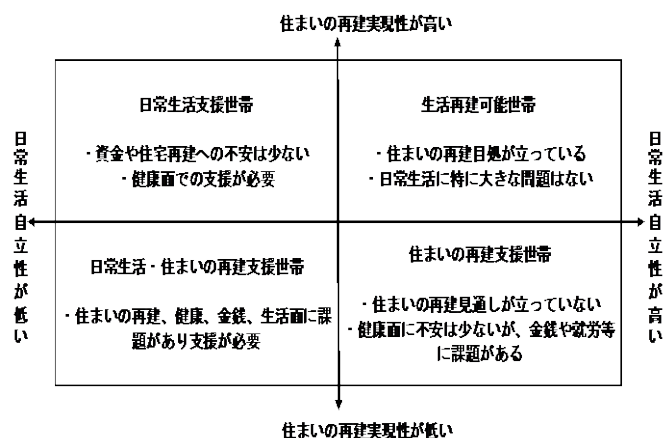 住まいの再建実現性が高い
日常生活支援世帯
・資金や住宅再建への不安は少ない
・健康面での支援が必要
生活再建可能世帯
・住まいの再建目処が立っている
・日常生活に特に大きな問題はない
日常生活自立性が低い
日常生活自立性が高い
日常生活・住まいの再建支援世帯
・住まいの再建、健康、金銭、生活面に課
題があり支援が必要
住まいの再建支援世帯
・住まいの再建見通しが立っていない
・健康面に不安は少ないが、金銭や就労等
に課題がある
住まいの再建実現性が低い